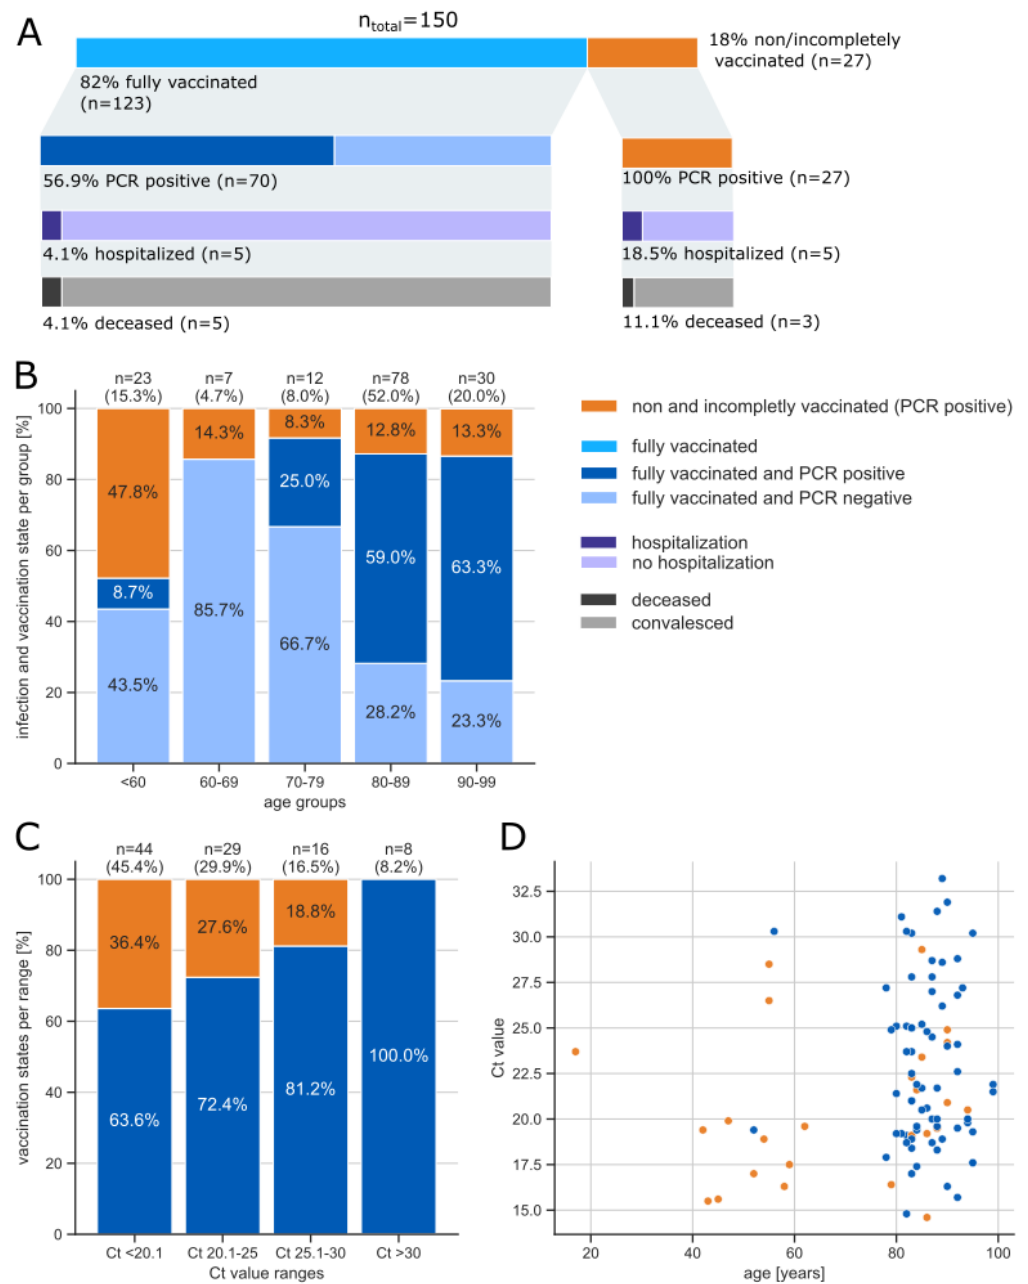 A
n_total=150
18% non/incompletely
vaccinated (n=27)
82% fully vaccinated
(n=123)
56.9% PCR positive (n=70)
100% PCR positive (n=27)
4.1% hospitalized (n=5)
18.5% hospitalized (n=5)
4.1% deceased (n=5)
11.1% deceased (n=3)
B
n=23 n=7 n=12 n=78 n=30
(15.3%) (4.7%) (8.0%) (52.0%) (20.0%)
infection and vaccination state per group [%]
100
80
60
40
20
0
47.8%
8.7%
43.5%
14.3%
85.7%
8.3%
25.0%
66.7%
12.8%
59.0%
28.2%
13.3%
63.3%
23.3%
<60 60-69 70-79 80-89 90-99
age groups
non and incompletly vaccinated (PCR positive)
fully vaccinated
fully vaccinated and PCR positive
fully vaccinated and PCR negative
hospitalization
no hospitalization
deceased
convalesced
C
n=44 n=29 n=16 n=8
(45.4%) (29.9%) (16.5%) (8.2%)
vaccination states per range [%]
100
80
60
40
20
0
36.4%
63.6%
27.6%
72.4%
18.8%
81.2%
100.0%
Ct <20.1 Ct 20.1-25 Ct 25.1-30 Ct >30
Ct value ranges
D
Ct value
32.5
30.0
27.5
25.0
22.5
20.0
17.5
15.0
20 40 60 80 100
age [years]